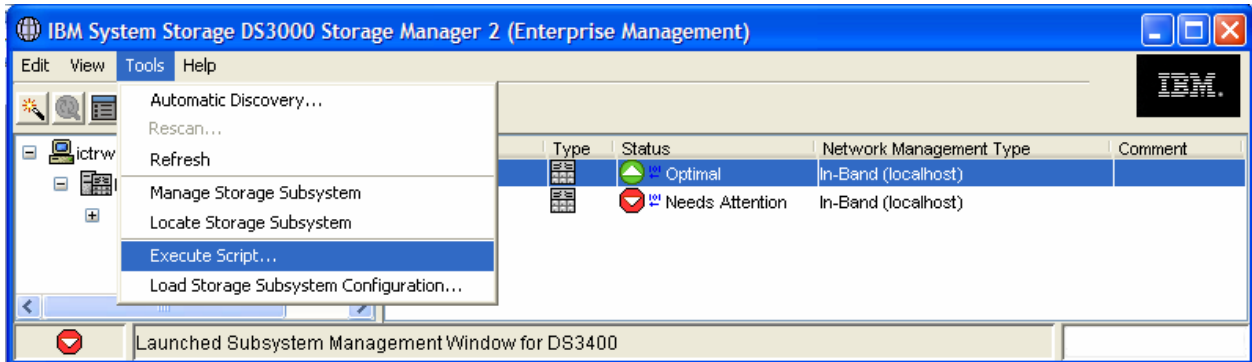 IBM System Storage DS3000 Storage Manager 2 (Enterprise Management)
Edit View Tools Help
IBM.
Automatic Discovery...
Rescan...
Refresh
Manage Storage Subsystem
Locate Storage Subsystem
Execute Script...
Load Storage Subsystem Configuration...
ictrw
Type Status Network Management Type Comment
Optimal In-Band (localhost)
Needs Attention In-Band (localhost)
Launched Subsystem Management Window for DS3400